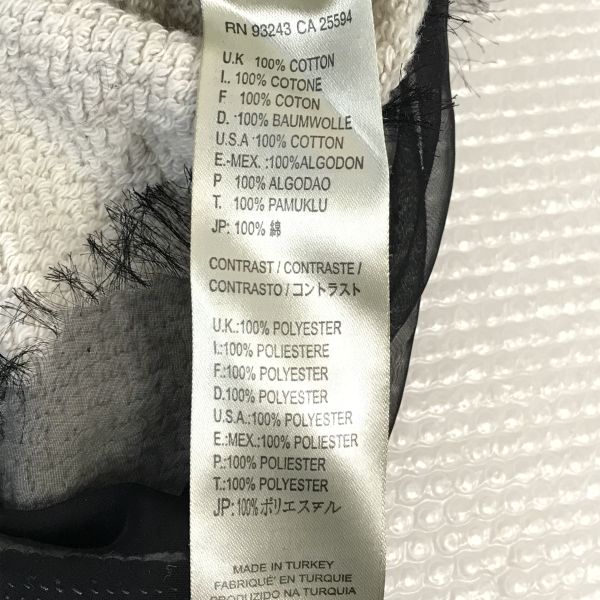 RN 93243 CA 25594
U.K 100% COTTON
I.. 100% COTONE
F 100% COTON
D. 100% BAUMWOLLE
U.S.A 100% COTTON
E.-MEX. :100%ALGODON
P 100% ALGODAO
T. 100% PAMUKLU
JP: 100% 綿
CONTRAST / CONTRASTE /
CONTRASTO / コントラスト
U.K.:100% POLYESTER
I.:100% POLIESTERE
F.:100% POLYESTER
D.100% POLYESTER
U.S.A.:100% POLYESTER
E.:MEX.:100% POLIESTER
P.:100% POLIESTER
T.:100% POLYESTER
JP:100%ポリエステル
MADE IN TURKEY
FABRIQUÉ EN TURQUIE
PRODUZIDO NA TURQUIA